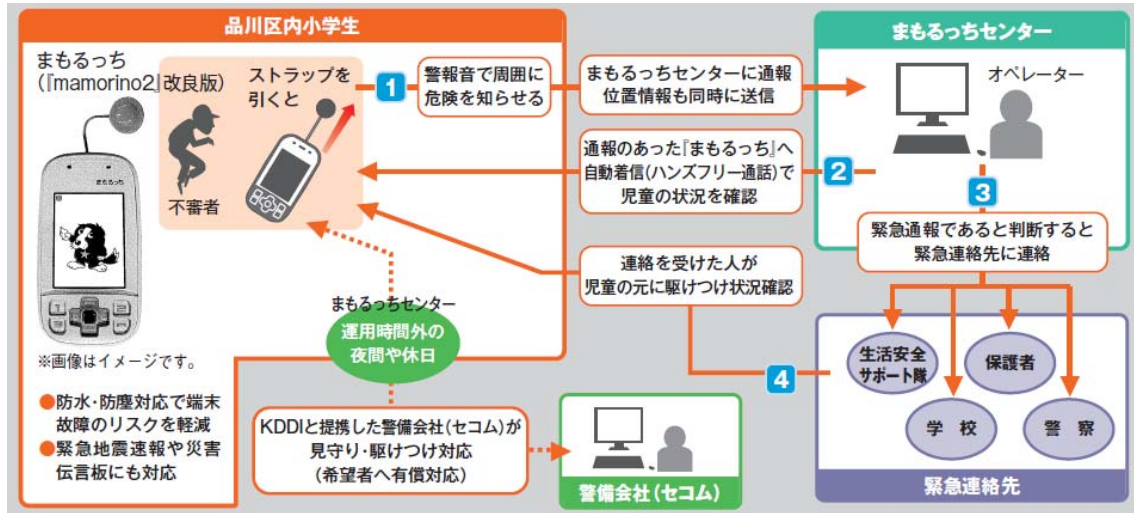 品川区内小学生
まもるっち
(『mamorino2』改良版)
ストラップを
引くと
不審者
まもるっち
※画像はイメージです。
●防水・防塵対応で端末
故障のリスクを軽減
●緊急地震速報や災害
伝言板にも対応
1
警報音で周囲に
危険を知らせる
まもるっちセンターに通報
位置情報も同時に送信
まもるっちセンター
オペレーター
2
通報のあった『まもるっち』へ
自動着信(ハンズフリー通話)で
児童の状況を確認
3
緊急通報であると判断すると
緊急連絡先に連絡
連絡を受けた人が
児童の元に駆けつけ状況確認
4
生活安全
サポート隊
保護者
学校
警察
緊急連絡先
まもるっちセンター
運用時間外の
夜間や休日
KDDIと提携した警備会社(セコム)が
見守り・駆けつけ対応
(希望者へ有償対応)
警備会社(セコム)